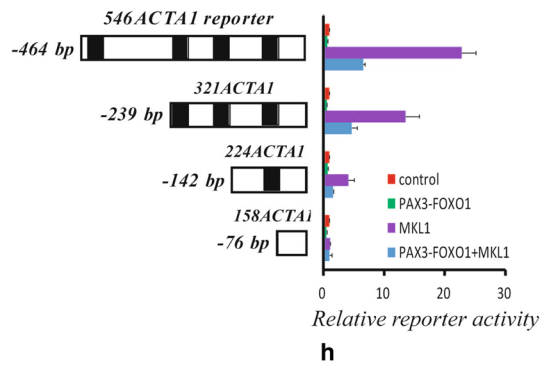 546ACTA1 reporter
-464 bp
321ACTA1
-239 bp
224ACTA1
-142 bp
158ACTA1
-76 bp
control
PAX3-FOXO1
MKL1
PAX3-FOXO1+MKL1
0 10 20 30
Relative reporter activity
h